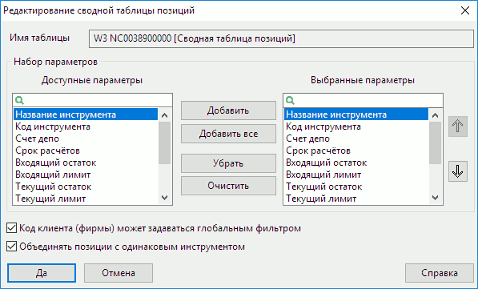 Редактирование сводной таблицы позиций
Имя таблицы W3 NC0038900000 [Сводная таблица позиций]
Набор параметров
Доступные параметры
Название инструмента
Код инструмента
Счет депо
Срок расчётов
Входящий остаток
Входящий лимит
Текущий остаток
Текущий лимит
Добавить
Добавить все
Убрать
Очистить
Выбранные параметры
Название инструмента
Код инструмента
Счет депо
Срок расчётов
Входящий остаток
Входящий лимит
Текущий остаток
Текущий лимит
Код клиента (фирмы) может задаваться глобальным фильтром
Объединять позиции с одинаковым инструментом
Да Отмена Справка